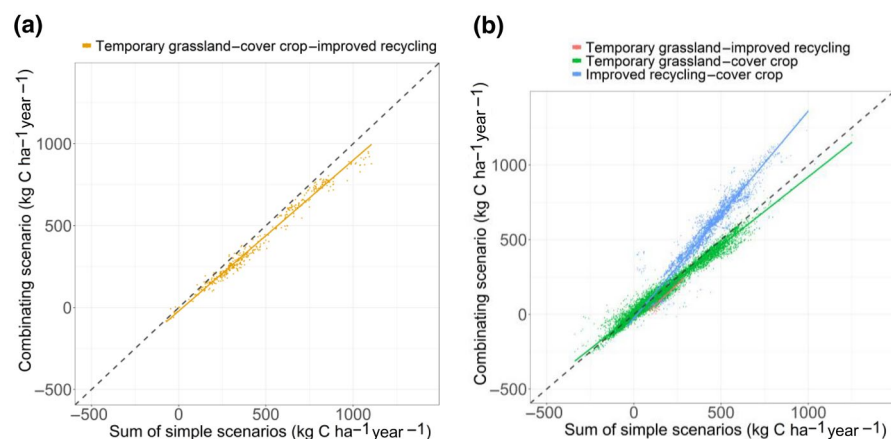 (a)
Temporary grassland−cover crop−improved recycling
Combinating scenario (kg C ha−1year −1)
1000
500
0
−500
−500 0 500 1000
Sum of simple scenarios (kg C ha−1year −1)
(b)
Temporary grassland−improved recycling
Temporary grassland−cover crop
Improved recycling−cover crop
Combinating scenario (kg C ha−1year −1)
1000
500
0
−500
−500 0 500 1000
Sum of simple scenarios (kg C ha−1year −1)